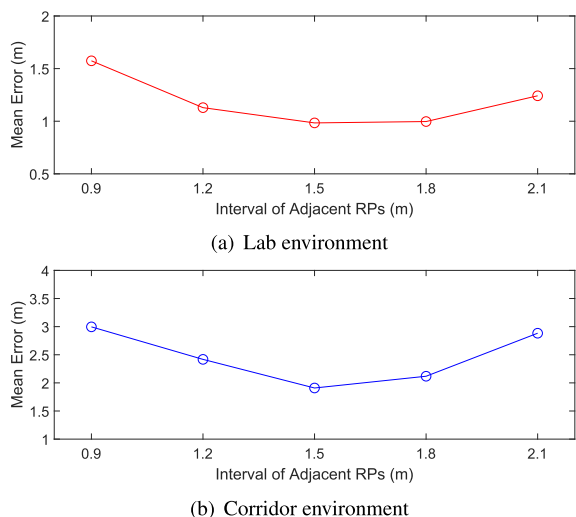 2
1.5
1
0.5
Mean Error (m)
0.9 1.2 1.5 1.8 2.1
Interval of Adjacent RPs (m)
(a) Lab environment
4
3.5
3
2.5
2
1.5
1
Mean Error (m)
0.9 1.2 1.5 1.8 2.1
Interval of Adjacent RPs (m)
(b) Corridor environment